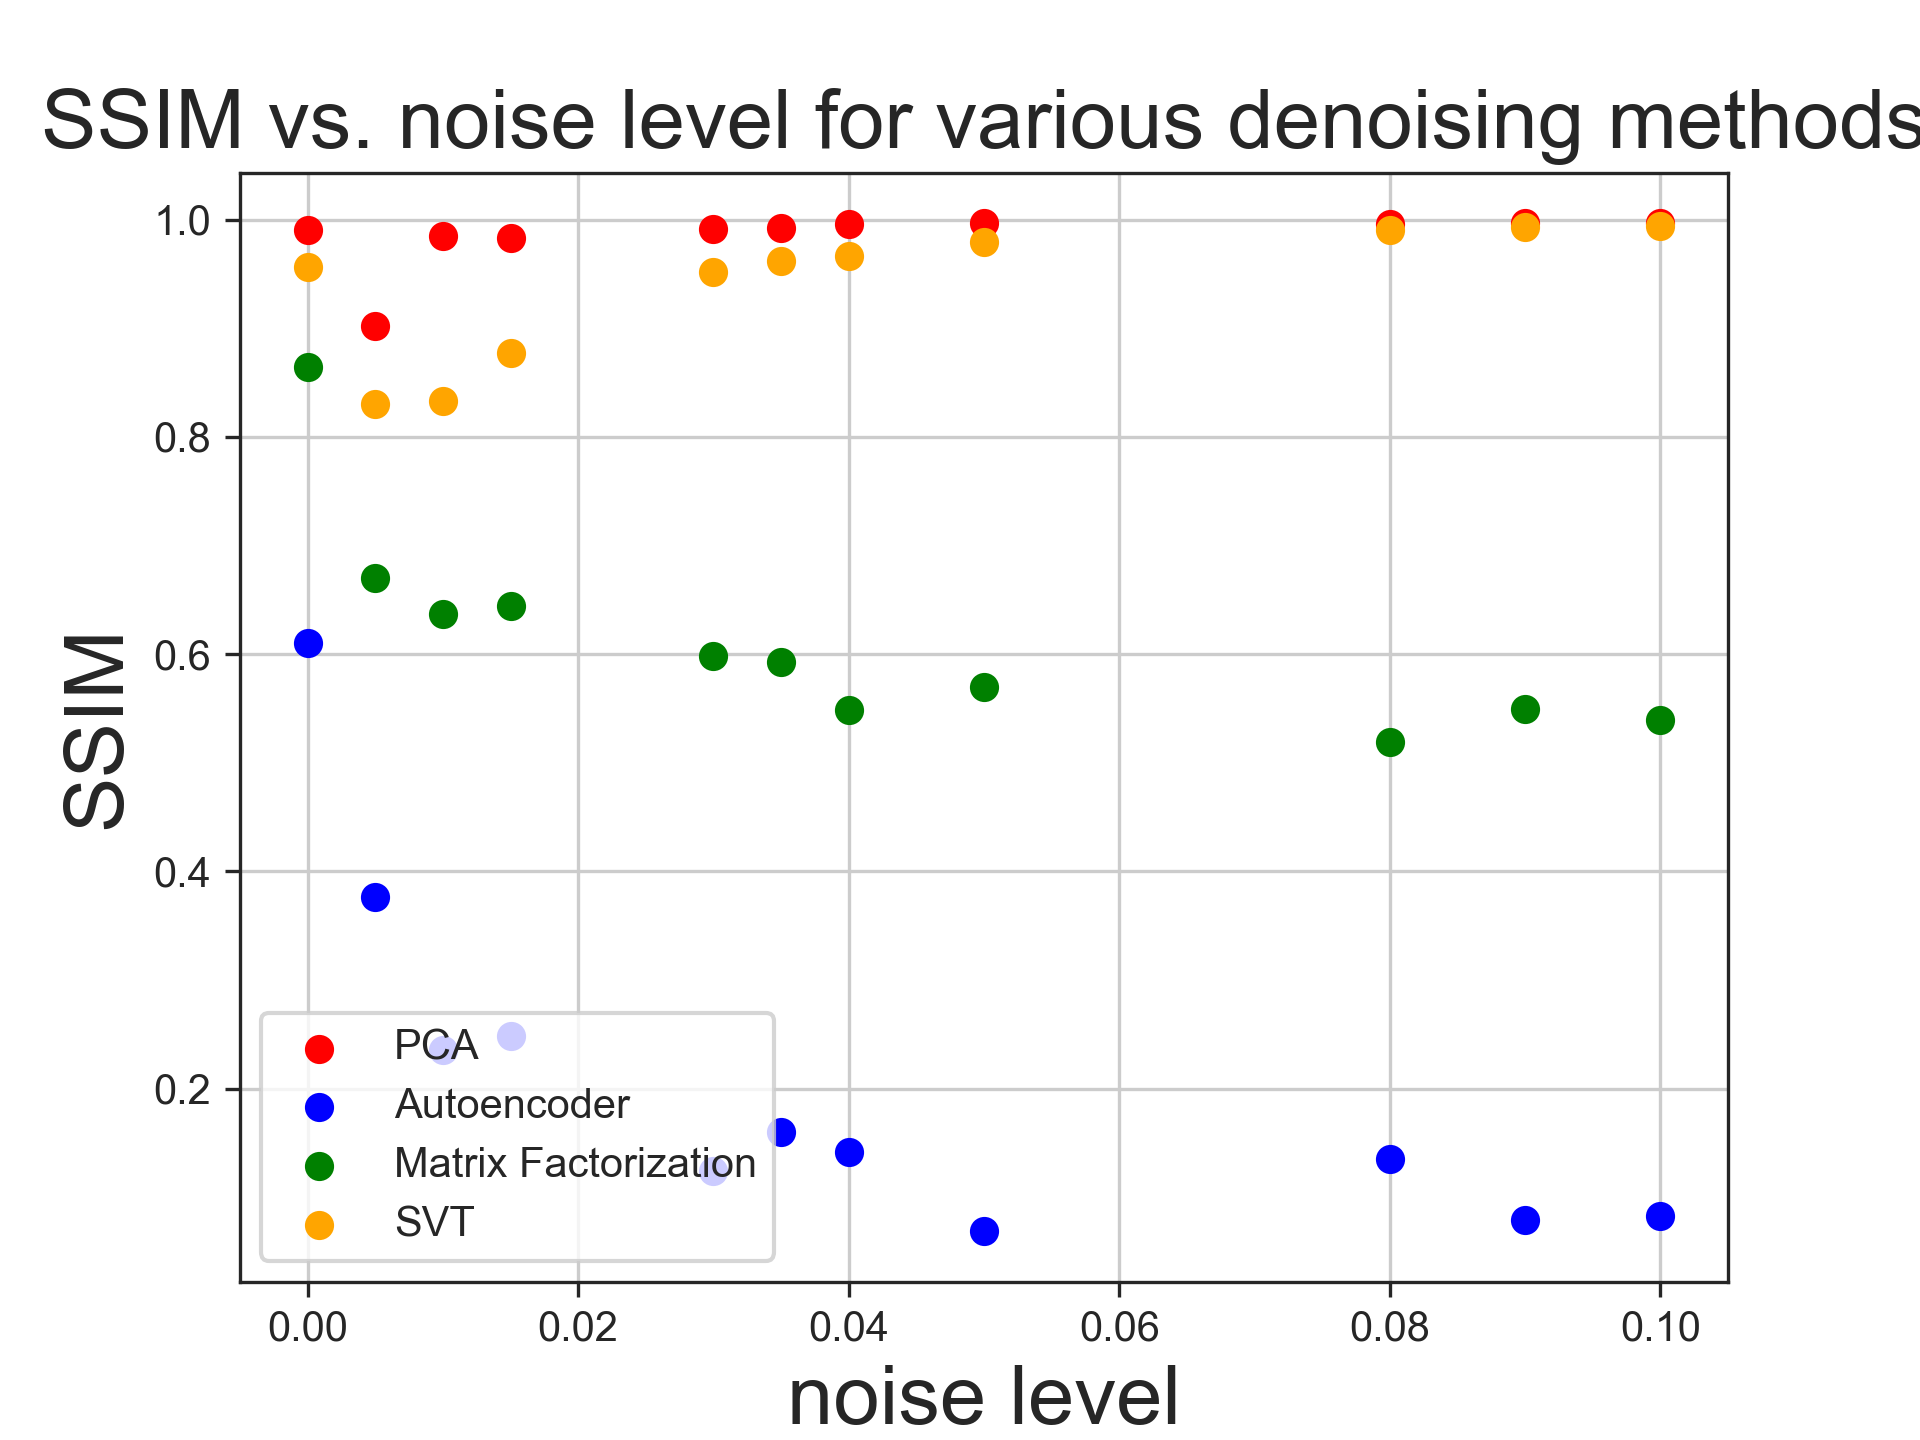 SSIM vs. noise level for various denoising methods
SSIM
1.0
0.8
0.6
0.4
0.2
PCA
Autoencoder
Matrix Factorization
SVT
0.00 0.02 0.04 0.06 0.08 0.10
noise level